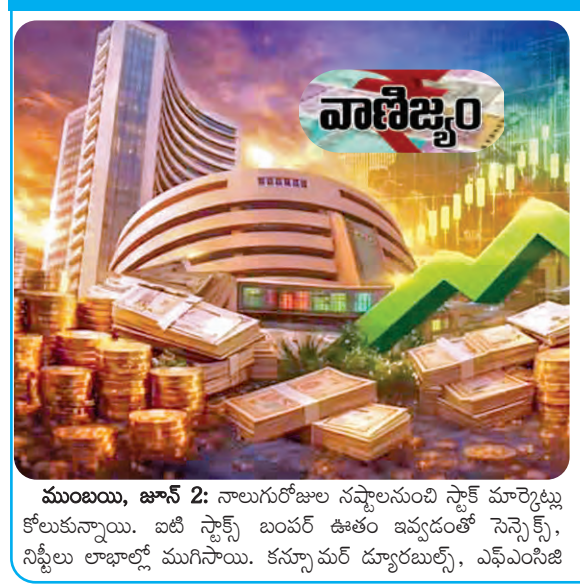 వాణిజ్యం
ముంబయి, జూన్ 2: నాలుగురోజుల నష్టాలనుంచి స్టాక్ మార్కెట్లు
కోలుకున్నాయి. ఐటి స్టాక్స్ బంపర్ ఊతం ఇవ్వడంతో సెన్సెక్స్,
నిఫ్టీలు లాభాల్లో ముగిసాయి. కన్స్యూమర్ డ్యూరబుల్స్, ఎఫ్ఎంసిజి